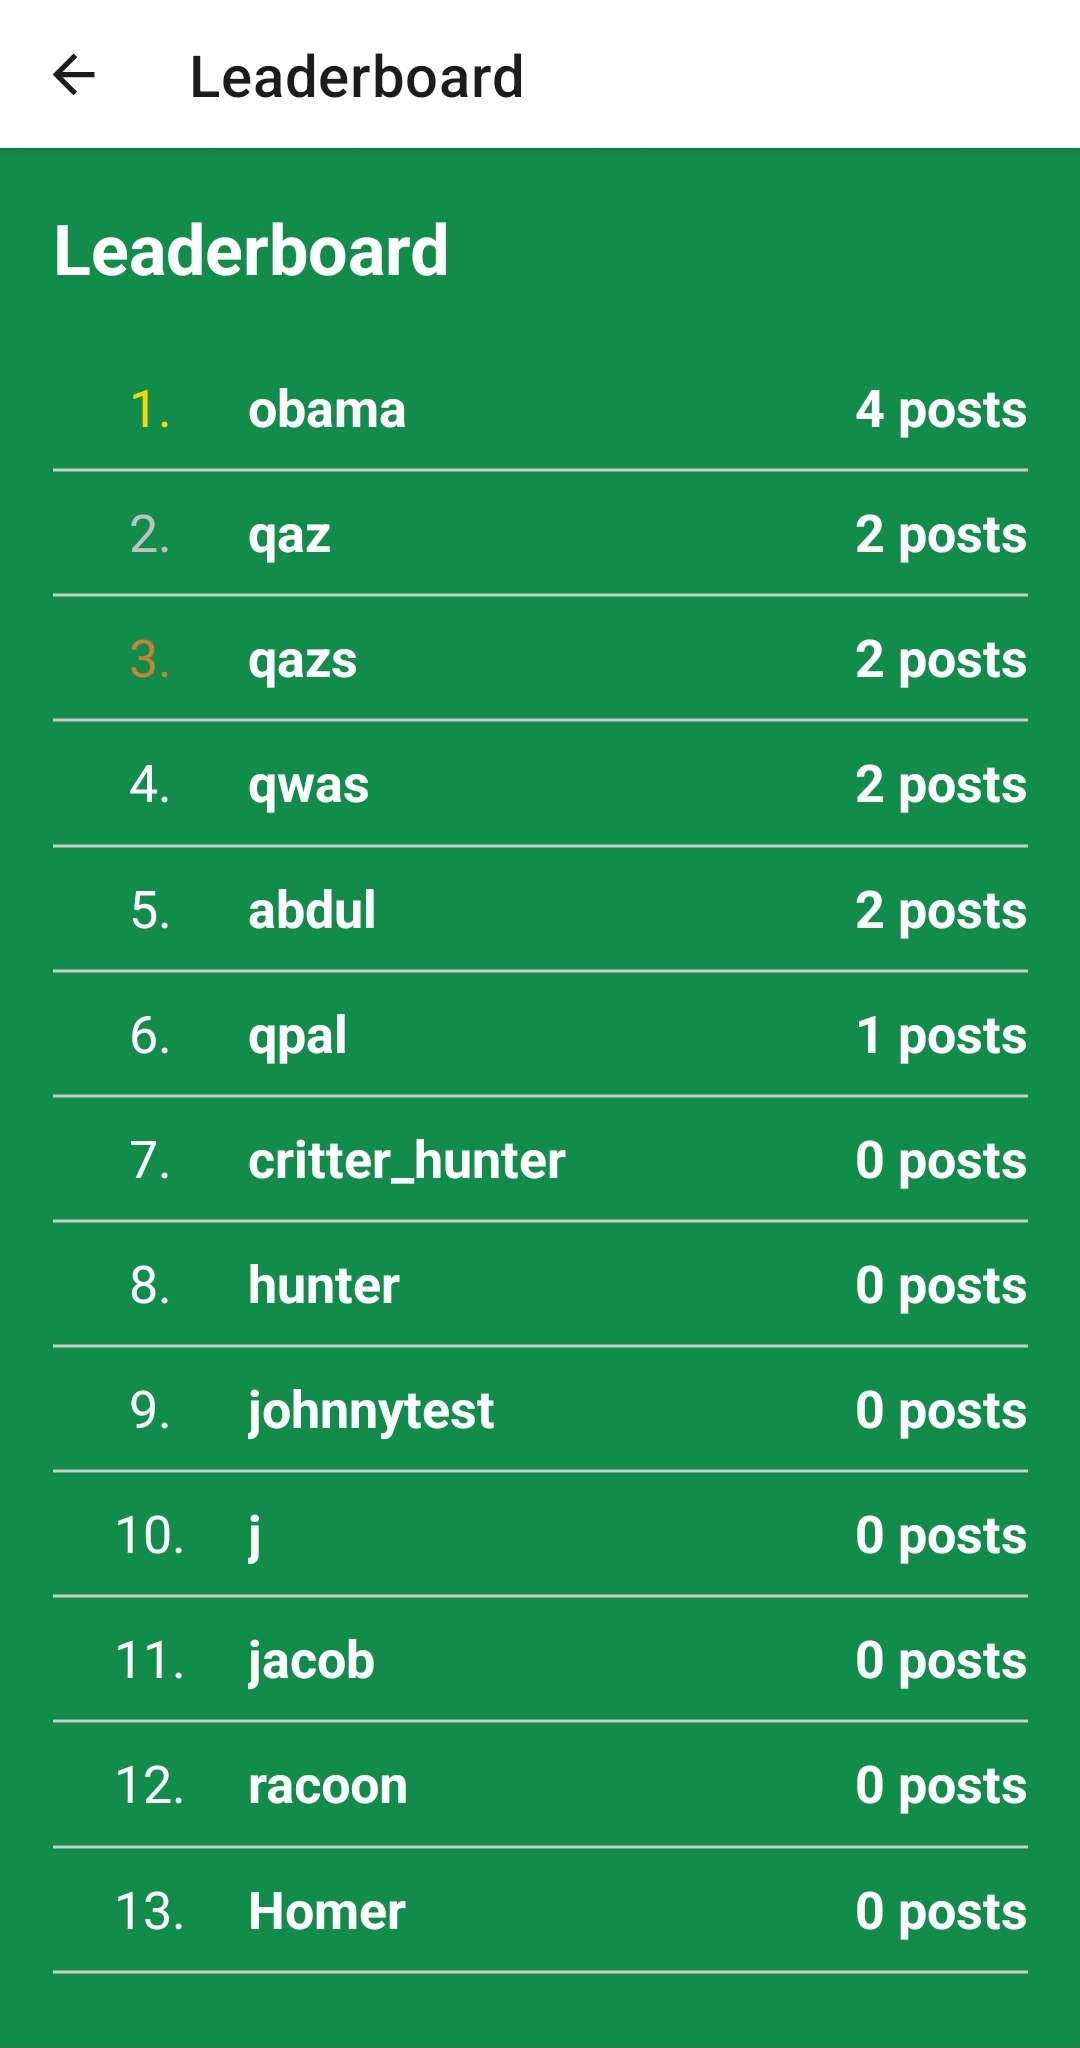 Leaderboard
Leaderboard
1. obama 4 posts
2. qaz 2 posts
3. qazs 2 posts
4. qwas 2 posts
5. abdul 2 posts
6. qpal 1 posts
7. critter_hunter 0 posts
8. hunter 0 posts
9. johnnytest 0 posts
10. j 0 posts
11. jacob 0 posts
12. racoon 0 posts
13. Homer 0 posts